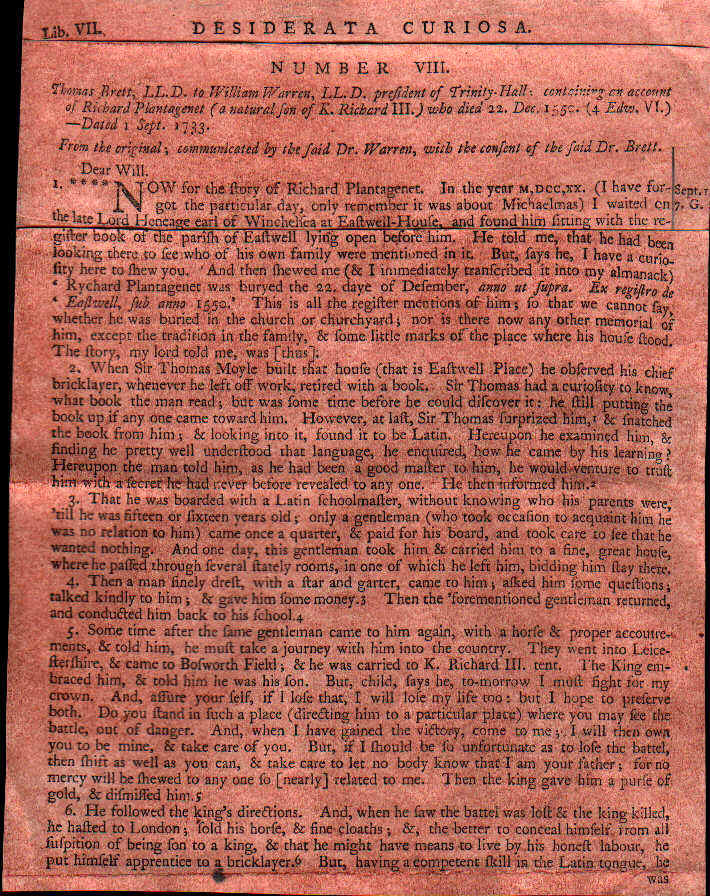 Lib. VII. DESIDERATA CURIOSA.
NUMBER VIII.
Thomas Brett, LL. D. to William Warren, LL. D. preſident of Trinity-Hall: containing an account
of Richard Plantagenet (a natural ſon of K. Richard III.) who died 22. Dec. 1550. (4 Edw. VI.)
—Dated 1 Sept. 1733.
From the original; communicated by the ſaid Dr. Warren, with the conſent of the ſaid Dr. Brett.
Dear Will.
1. **** NOW for the ſtory of Richard Plantagenet. In the year M,DCC,XX. (I have for- Sept. 1
got the particular day, only remember it was about Michaelmas) I waited on 7. G.
the late Lord Heneage earl of Winchelſea at Eaſtwell-Houſe, and found him ſitting with the re-
giſter book of the pariſh of Eaſtwell lying open before him. He told me, that he had been
looking there to ſee who of his own family were mentioned in it. But, ſays he, I have a curio-
ſity here to ſhew you. And then ſhewed me (& I immediately tranſcribed it into my almanack)
‘ Rychard Plantagenet was buryed the 22. daye of Deſember, anno ut ſupra. Ex regiſtro de
‘ Eaſtwell, ſub anno 1550.’ This is all the regiſter mentions of him; ſo that we cannot ſay,
whether he was buried in the church or churchyard; nor is there now any other memorial of
him, except the tradition in the family, & ſome little marks of the place where his houſe ſtood.
The ſtory, my lord told me, was [thus];
2. When Sir Thomas Moyle built that houſe (that is Eaſtwell Place) he obſerved his chief
bricklayer, whenever he left off work, retired with a book. Sir Thomas had a curioſity to know,
what book the man read; but was ſome time before he could diſcover it: he ſtill putting the
book up if any one came toward him. However, at laſt, Sir Thomas ſurprized him,1 & ſnatched
the book from him; & looking into it, found it to be Latin. Hereupon he examined him, &
finding he pretty well underſtood that language, he enquired, how he came by his learning?
Hereupon the man told him, as he had been a good maſter to him, he would venture to truſt
him with a ſecret he had never before revealed to any one. He then informed him.2
3. That he was boarded with a Latin ſchoolmaſter, without knowing who his parents were,
'till he was fifteen or ſixteen years old; only a gentleman (who took occaſion to acquaint him he
was no relation to him) came once a quarter, & paid for his board, and took care to ſee that he
wanted nothing. And one day, this gentleman took him & carried him to a fine, great houſe,
where he paſſed through ſeveral ſtately rooms, in one of which he left him, bidding him ſtay there.
4. Then a man finely dreſt, with a ſtar and garter, came to him; aſked him ſome queſtions;
talked kindly to him; & gave him ſome money.3 Then the 'forementioned gentleman returned,
and conducted him back to his ſchool.4
5. Some time after the ſame gentleman came to him again, with a horſe & proper accoutre-
ments, & told him, he muſt take a journey with him into the country. They went into Leice-
ſterſhire, & came to Boſworth Field; & he was carried to K. Richard III. tent. The King em-
braced him, & told him he was his ſon. But, child, ſays he, to-morrow I muſt fight for my
crown. And, aſſure your ſelf, if I loſe that, I will loſe my life too: but I hope to preſerve
both. Do you ſtand in ſuch a place (directing him to a particular place) where you may ſee the
battle, out of danger. And, when I have gained the victory, come to me; I will then own
you to be mine, & take care of you. But, if I ſhould be ſo unfortunate as to loſe the battel,
then ſhift as well as you can, & take care to let no body know that I am your father; for no
mercy will be ſhewed to any one ſo [nearly] related to me. Then the king gave him a purſe of
gold, & diſmiſſed him.5
6. He followed the king's directions. And, when he ſaw the battel was loſt & the king killed,
he haſted to London; ſold his horſe, & fine cloaths; &, the better to conceal himſelf from all
ſuſpition of being ſon to a king, & that he might have means to live by his honeſt labour, he
put himſelf apprentice to a bricklayer.6 But, having a competent ſkill in the Latin tongue, he
was